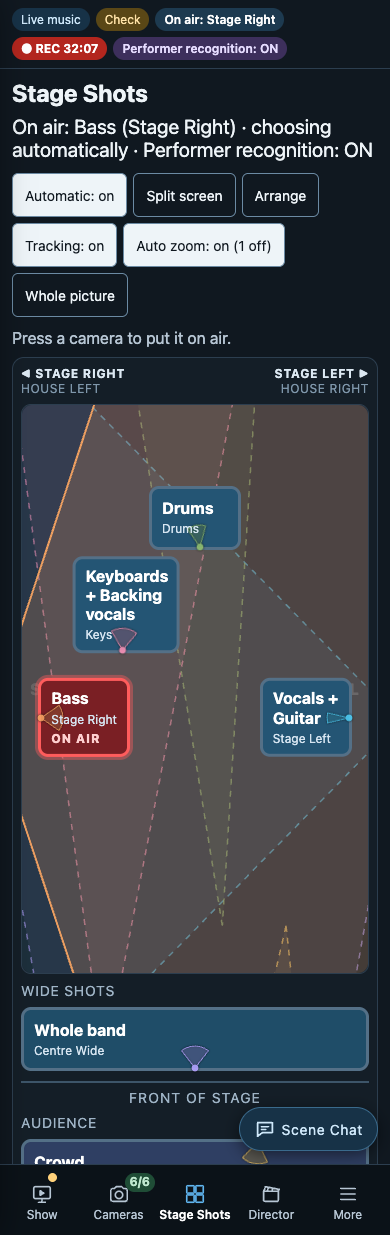 Live music
Check
On air: Stage Right
REC 32:07
Performer recognition: ON
Stage Shots
On air: Bass (Stage Right) · choosing
automatically · Performer recognition: ON
Automatic: on
Split screen
Arrange
Tracking: on
Auto zoom: on (1 off)
Whole picture
Press a camera to put it on air.
◀ STAGE RIGHT
HOUSE LEFT
STAGE LEFT ▶
HOUSE RIGHT
Drums
Drums
Keyboards
+ Backing
vocals
Keys
Bass
Stage Right
ON AIR
Vocals +
Guitar
Stage Left
WIDE SHOTS
Whole band
Centre Wide
FRONT OF STAGE
AUDIENCE
Crowd
Scene Chat
6/6
Show
Cameras
Stage Shots
Director
More